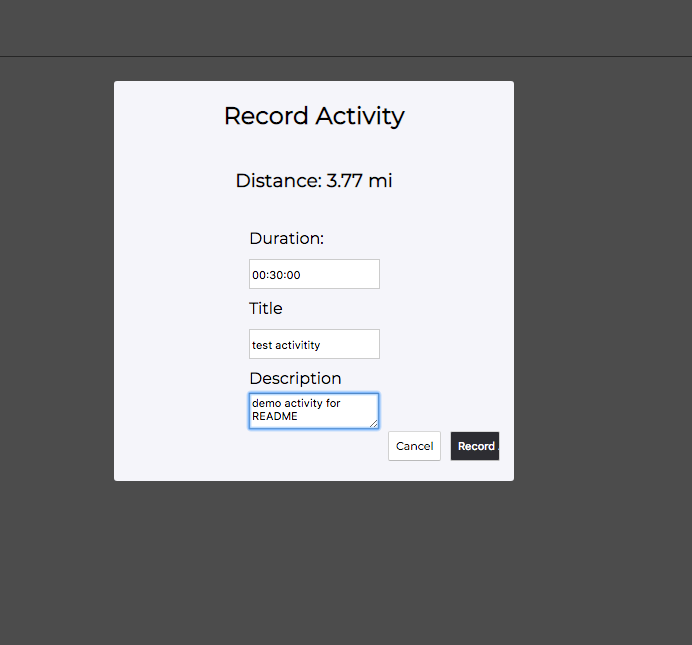 Record Activity
Distance: 3.77 mi
Duration:
00:30:00
Title
test activitity
Description
demo activity for
README
Cancel
Record